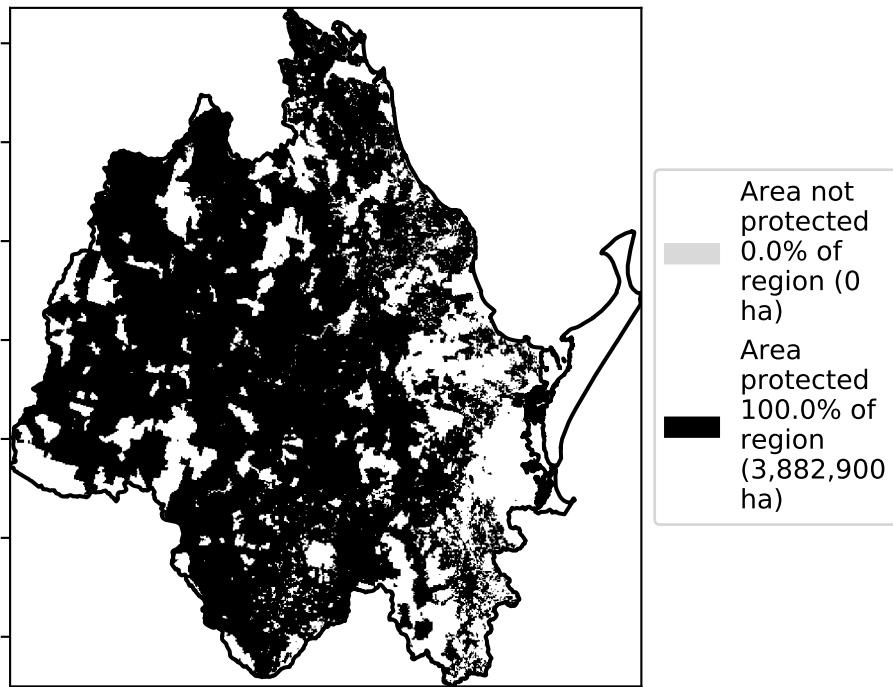 Area not
protected
0.0% of
region (0
ha)
Area
protected
100.0% of
region
(3,882,900
ha)